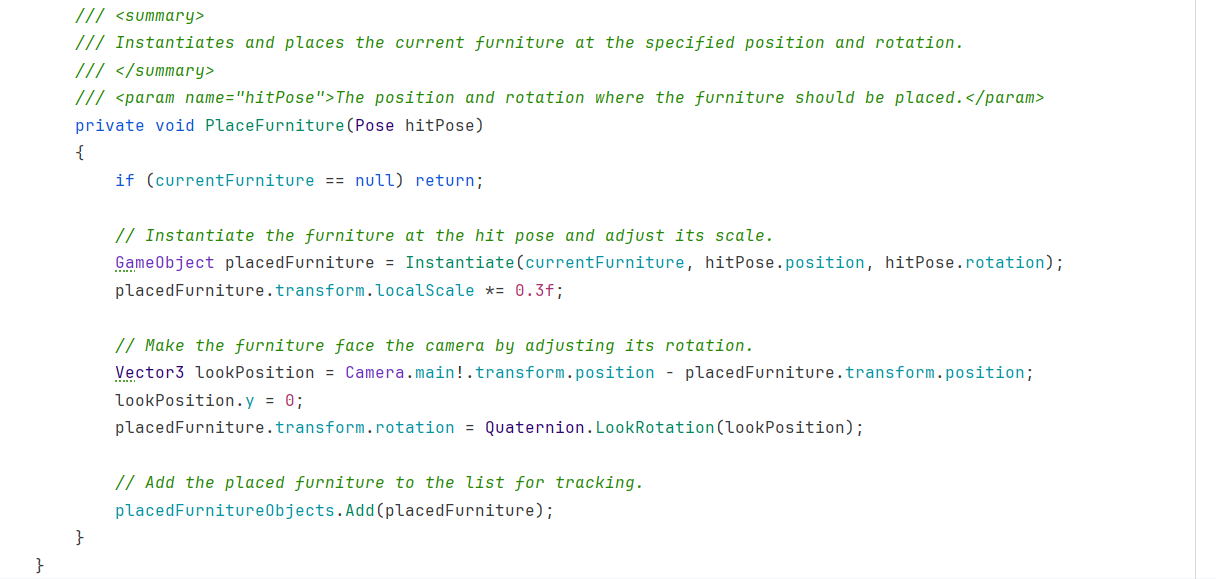 /// <summary>
/// Instantiates and places the current furniture at the specified position and rotation.
/// </summary>
/// <param name="hitPose">The position and rotation where the furniture should be placed.</param>
private void PlaceFurniture(Pose hitPose)
{
if (currentFurniture == null) return;
// Instantiate the furniture at the hit pose and adjust its scale.
GameObject placedFurniture = Instantiate(currentFurniture, hitPose.position, hitPose.rotation);
placedFurniture.transform.localScale *= 0.3f;
// Make the furniture face the camera by adjusting its rotation.
Vector3 lookPosition = Camera.main!.transform.position - placedFurniture.transform.position;
lookPosition.y = 0;
placedFurniture.transform.rotation = Quaternion.LookRotation(lookPosition);
// Add the placed furniture to the list for tracking.
placedFurnitureObjects.Add(placedFurniture);
}
}